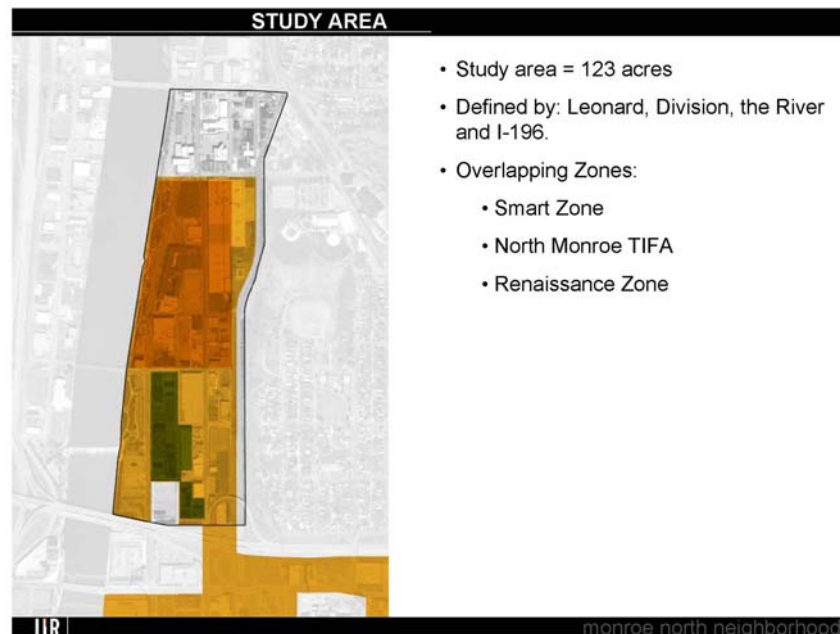 STUDY AREA
• Study area = 123 acres
• Defined by: Leonard, Division, the River
and I-196.
• Overlapping Zones:
• Smart Zone
• North Monroe TIFA
• Renaissance Zone
monroe north neighborhood